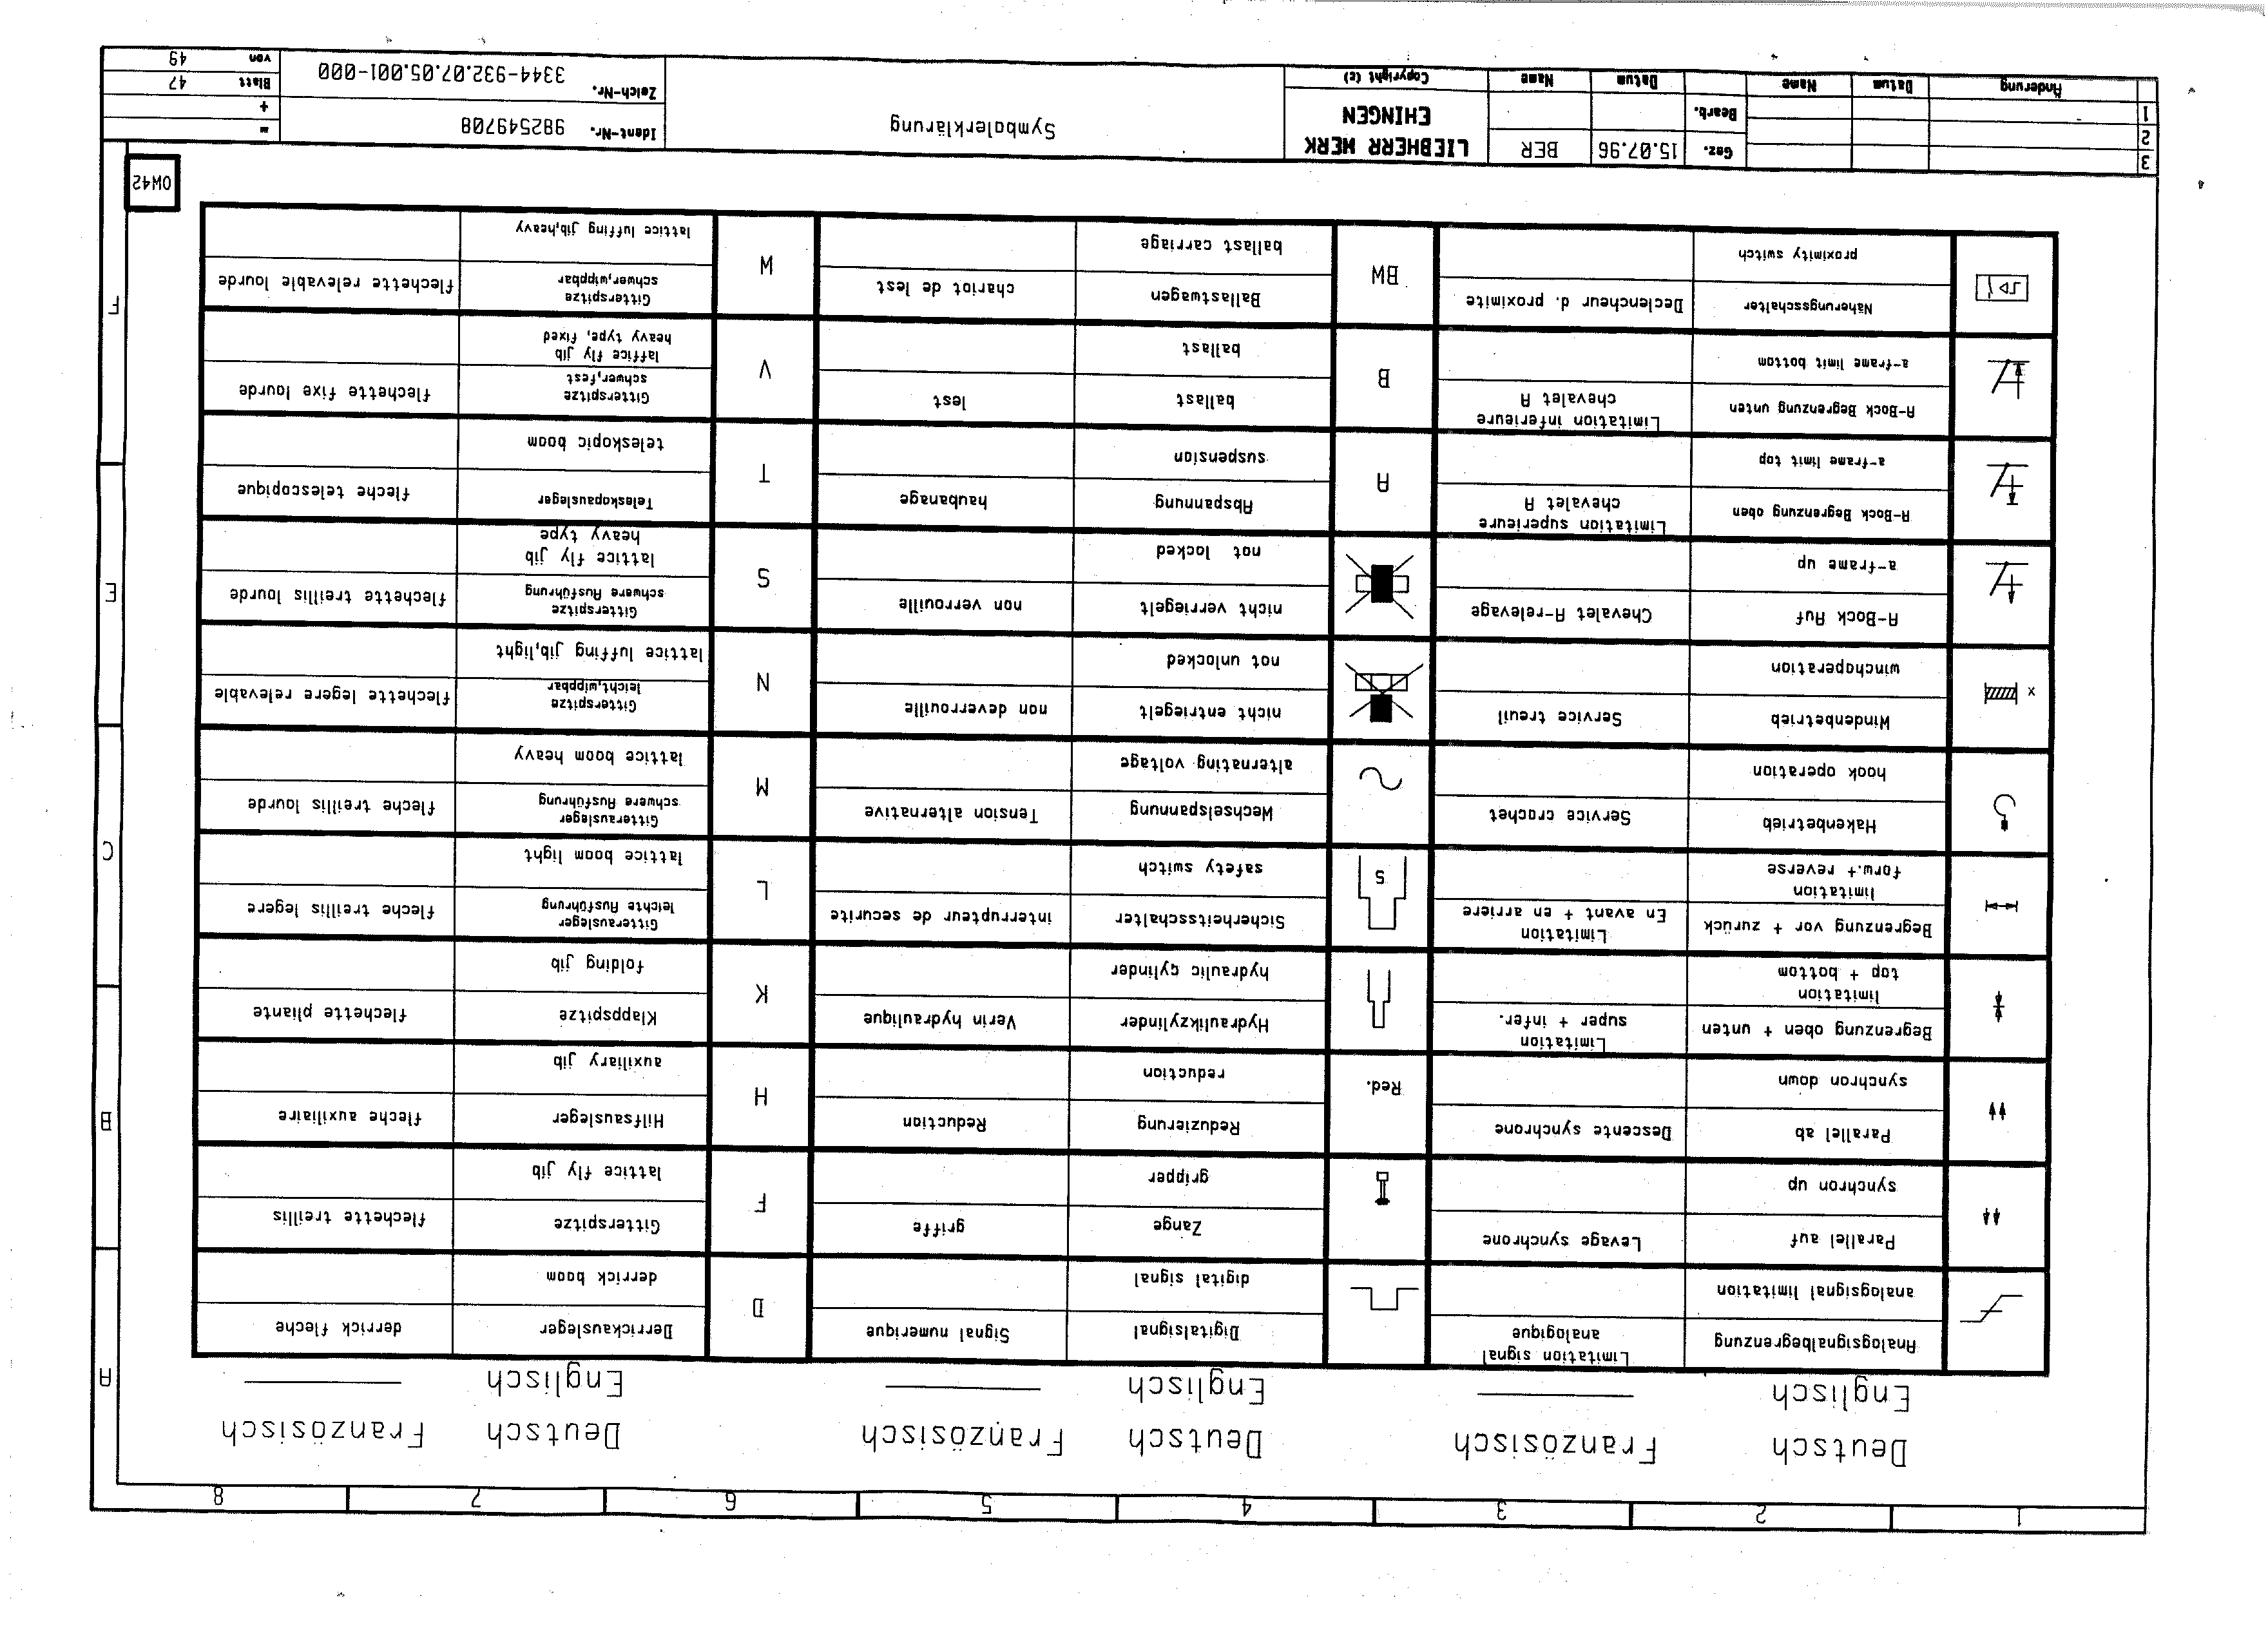 1 2 3 4 5 6 7 8
Deutsch Französisch Deutsch Französisch Deutsch Französisch
Englisch Englisch Englisch
A
Analogsignalbegrenzung
analogsignal limitation
Limitation signal
analogique
Digitalsignal
digital signal
Signal numerique
D
Derrickausleger
derrick boom
derrick fleche
Parallel auf
synchron up
Levage synchrone
Zange
gripper
griffe
F
Gitterspitze
lattice fly jib
flechette treillis
B
Parallel ab
synchron down
Descente synchrone
Red.
Reduzierung
reduction
Reduction
H
Hilfsausleger
auxiliary jib
fleche auxiliaire
Begrenzung oben + unten
limitation
top + bottom
Limitation
super + infer.
Hydraulikzylinder
hydraulic cylinder
Verin hydraulique
K
Klappspitze
folding jib
flechette pliante
Begrenzung vor + zurück
limitation
forw.+ reverse
Limitation
En avant + en arriere
S
Sicherheitsschalter
safety switch
interrupteur de securite
L
Gitterausleger
leichte Ausführung
lattice boom light
fleche treillis legere
C
Hakenbetrieb
hook operation
Service crochet
Wechselspannung
alternating voltage
Tension alternative
M
Gitterausleger
schwere Ausführung
lattice boom heavy
fleche treillis lourde
x
Windenbetrieb
winchoperation
Service treuil
nicht entriegelt
not unlocked
non deverrouille
N
Gitterspitze
leicht,wippbar
lattice luffing jib,light
flechette legere relevable
E
A-Bock Auf
a-frame up
Chevalet A-relevage
nicht verriegelt
not locked
non verrouille
S
Gitterspitze
schwere Ausführung
lattice fly jib
heavy type
flechette treillis lourde
A-Bock Begrenzung oben
a-frame limit top
Limitation superieure
chevalet A
A
Abspannung
suspension
haubanage
T
Teleskopausleger
teleskopic boom
fleche telescopique
A-Bock Begrenzung unten
a-frame limit bottom
Limitation inferieure
chevalet A
B
ballast
ballast
lest
V
Gitterspitze
schwer,fest
laffice fly jib
heavy type, fixed
flechette fixe lourde
F
Näherungsschalter
proximity switch
Declencheur d. proximite
BW
Ballastwagen
ballast carriage
chariot de lest
W
Gitterspitze
schwer,wippbar
lattice luffing jib,heavy
flechette relevable lourde
OW42
3
2
1
Änderung Datum Name
Gez. 15.07.96 BER
Bearb.
Datum Name
LIEBHERR WERK
EHINGEN
Copyright (c)
Symbolerklärung
Ident-Nr. 982549708
Zeich-Nr. 3344-932.07.05.001-000
=
+
Blatt 47
von 49